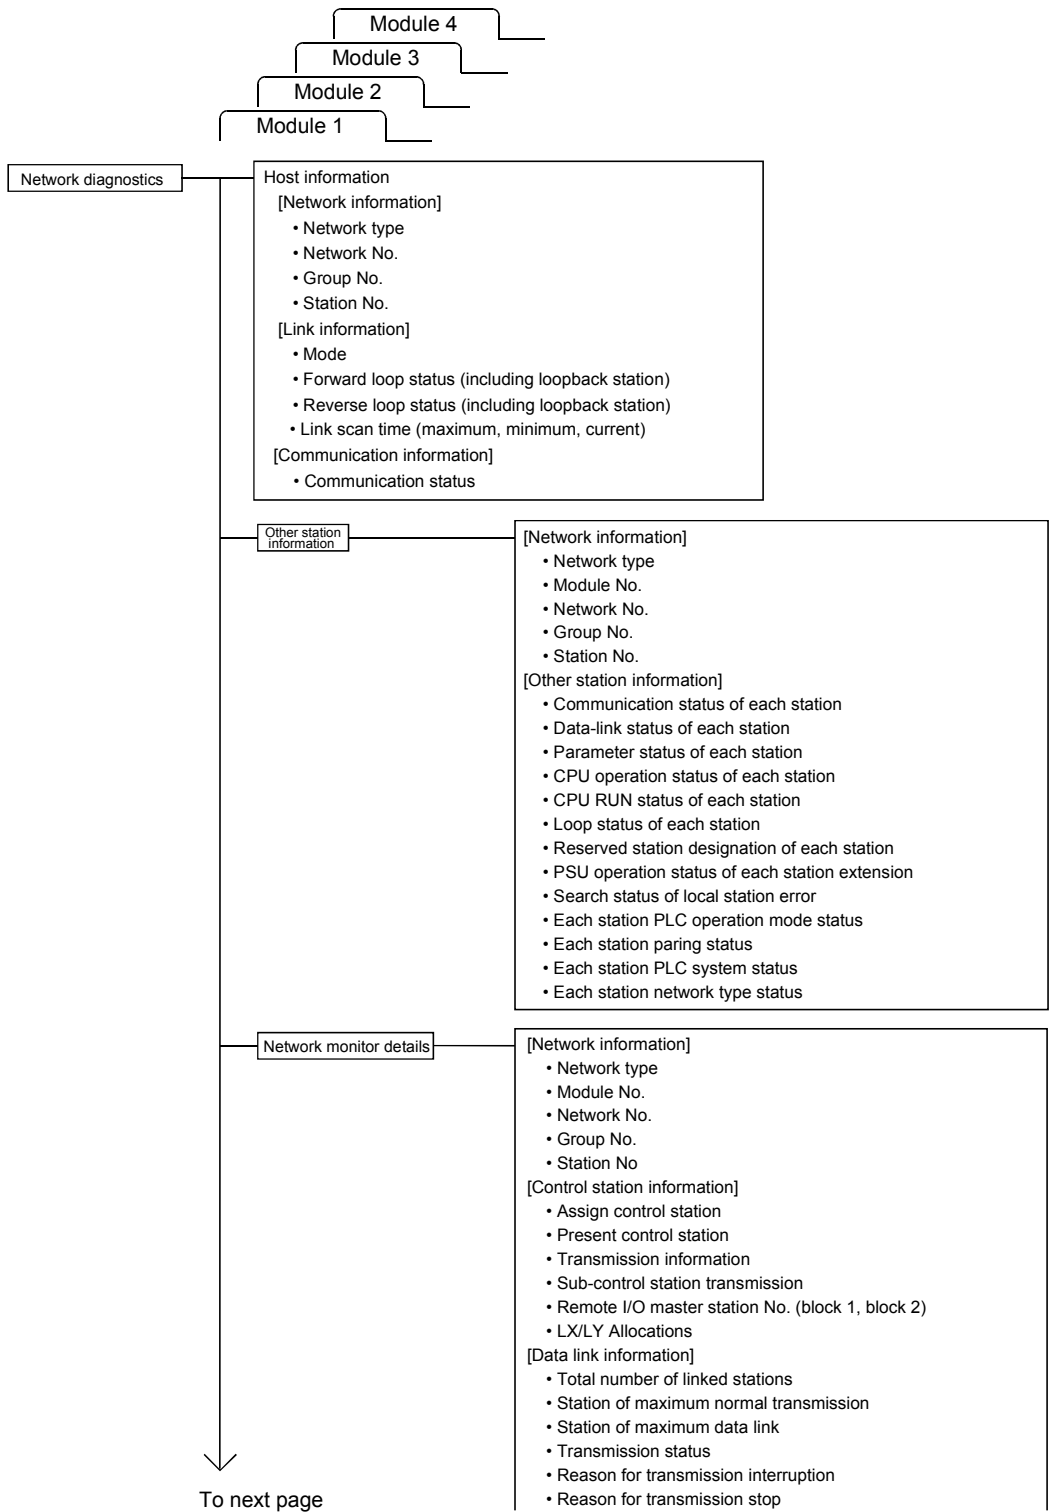 Module 4
Module 3
Module 2
Module 1
Network diagnostics
Host information
[Network information]
• Network type
• Network No.
• Group No.
• Station No.
[Link information]
• Mode
• Forward loop status (including loopback station)
• Reverse loop status (including loopback station)
• Link scan time (maximum, minimum, current)
[Communication information]
• Communication status
Other station
information
[Network information]
• Network type
• Module No.
• Network No.
• Group No.
• Station No.
[Other station information]
• Communication status of each station
• Data-link status of each station
• Parameter status of each station
• CPU operation status of each station
• CPU RUN status of each station
• Loop status of each station
• Reserved station designation of each station
• PSU operation status of each station extension
• Search status of local station error
• Each station PLC operation mode status
• Each station paring status
• Each station PLC system status
• Each station network type status
Network monitor details
[Network information]
• Network type
• Module No.
• Network No.
• Group No.
• Station No
[Control station information]
• Assign control station
• Present control station
• Transmission information
• Sub-control station transmission
• Remote I/O master station No. (block 1, block 2)
• LX/LY Allocations
[Data link information]
• Total number of linked stations
• Station of maximum normal transmission
• Station of maximum data link
• Transmission status
• Reason for transmission interruption
• Reason for transmission stop
To next page